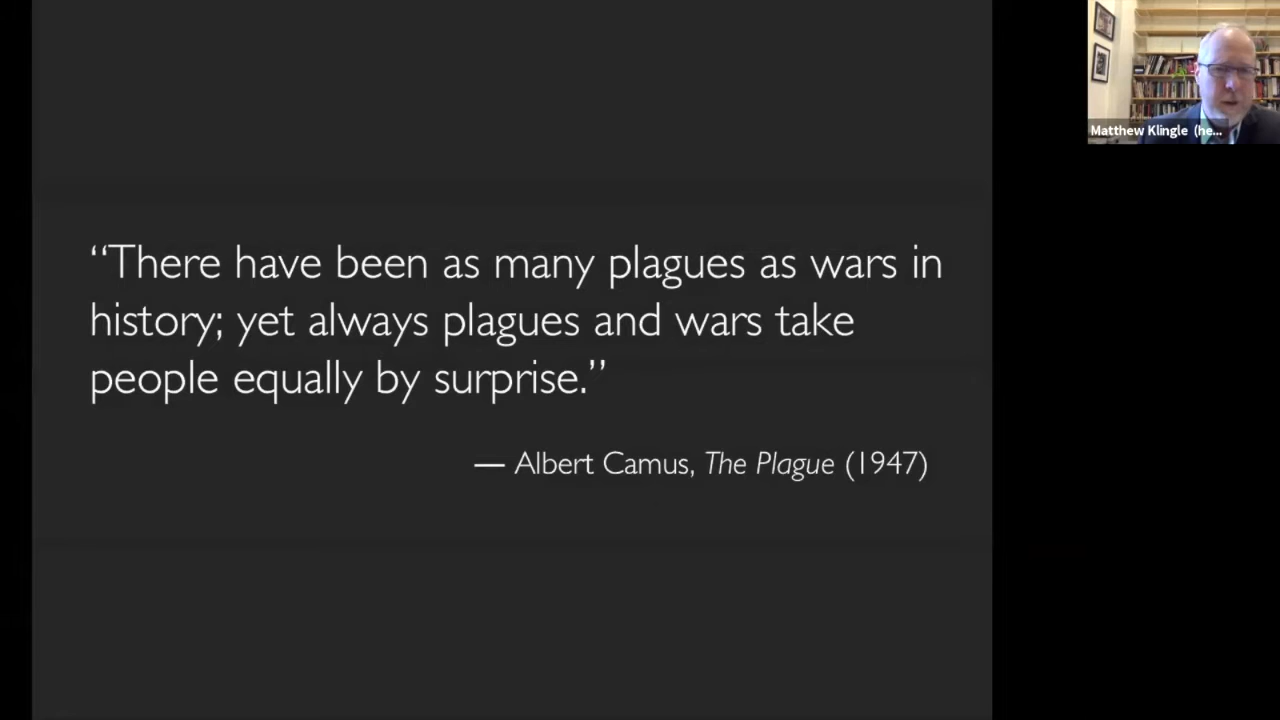 “There have been as many plagues as wars in
history; yet always plagues and wars take
people equally by surprise.”
— Albert Camus, The Plague (1947)
Matthew Klingle (he...